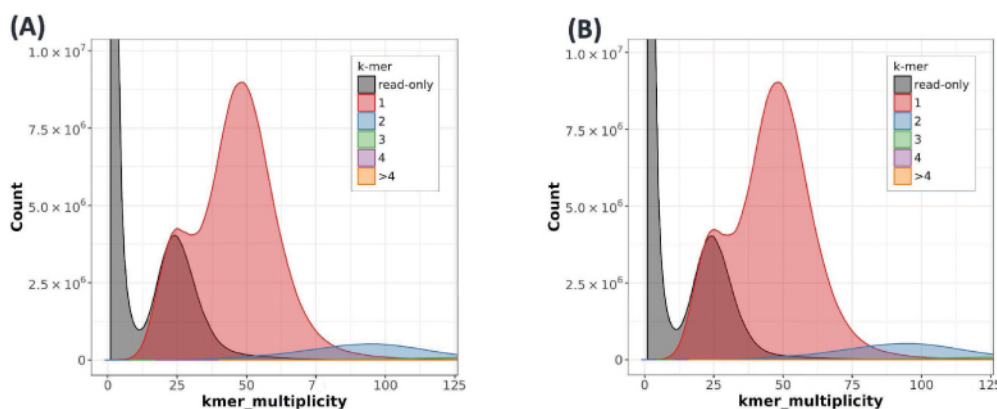 (A)
1.0 × 10⁷
7.5 × 10⁶
5.0 × 10⁶
2.5 × 10⁶
0
Count
0 25 50 7 100 125
kmer_multiplicity
k-mer
read-only
1
2
3
4
>4
(B)
1.0 × 10⁷
7.5 × 10⁶
5.0 × 10⁶
2.5 × 10⁶
0
Count
0 25 50 75 100 125
kmer_multiplicity
k-mer
read-only
1
2
3
4
>4